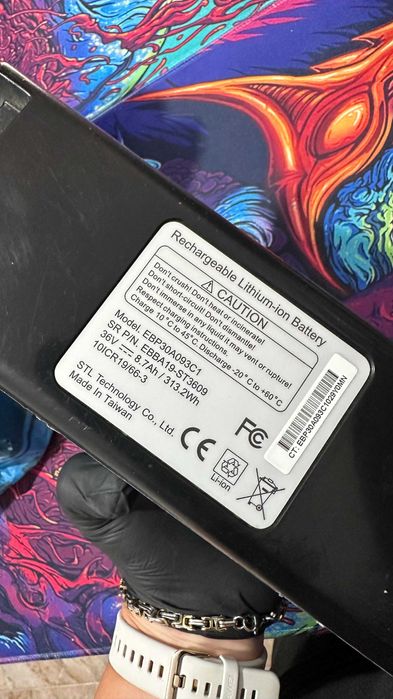 Rechargeable Lithium-ion Battery
CAUTION
Don't crush! Don't heat or incinerate!
Don't short-circuit! Don't dismantle!
Don't immerse in any liquid it may vent or rupture!
Respect charging instructions.
Charge 10 °C to 45°C. Discharge -20 °C to +60 °C
Model. EBP30A093C1
SR P/N. EBBA19-ST3609
36V 8.7Ah / 313.2Wh
10ICR19/66-3
STL Technology Co., Ltd.
Made In Taiwan
CE
FC
Li-ion
CT: EBP30A093C1029Y0MN